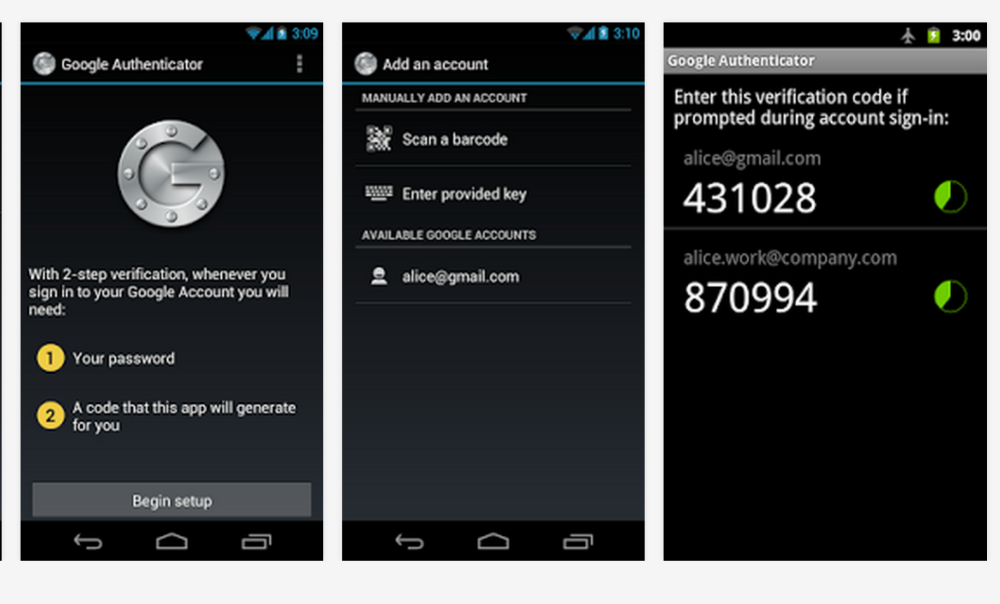 3:09
Google Authenticator
With 2-step verification, whenever you
sign in to your Google Account you will
need:
1 Your password
2 A code that this app will generate
for you
Begin setup
3:10
Add an account
MANUALLY ADD AN ACCOUNT
Scan a barcode
Enter provided key
AVAILABLE GOOGLE ACCOUNTS
alice@gmail.com
3:00
Google Authenticator
Enter this verification code if
prompted during account sign-in:
alice@gmail.com
431028
alice.work@company.com
870994